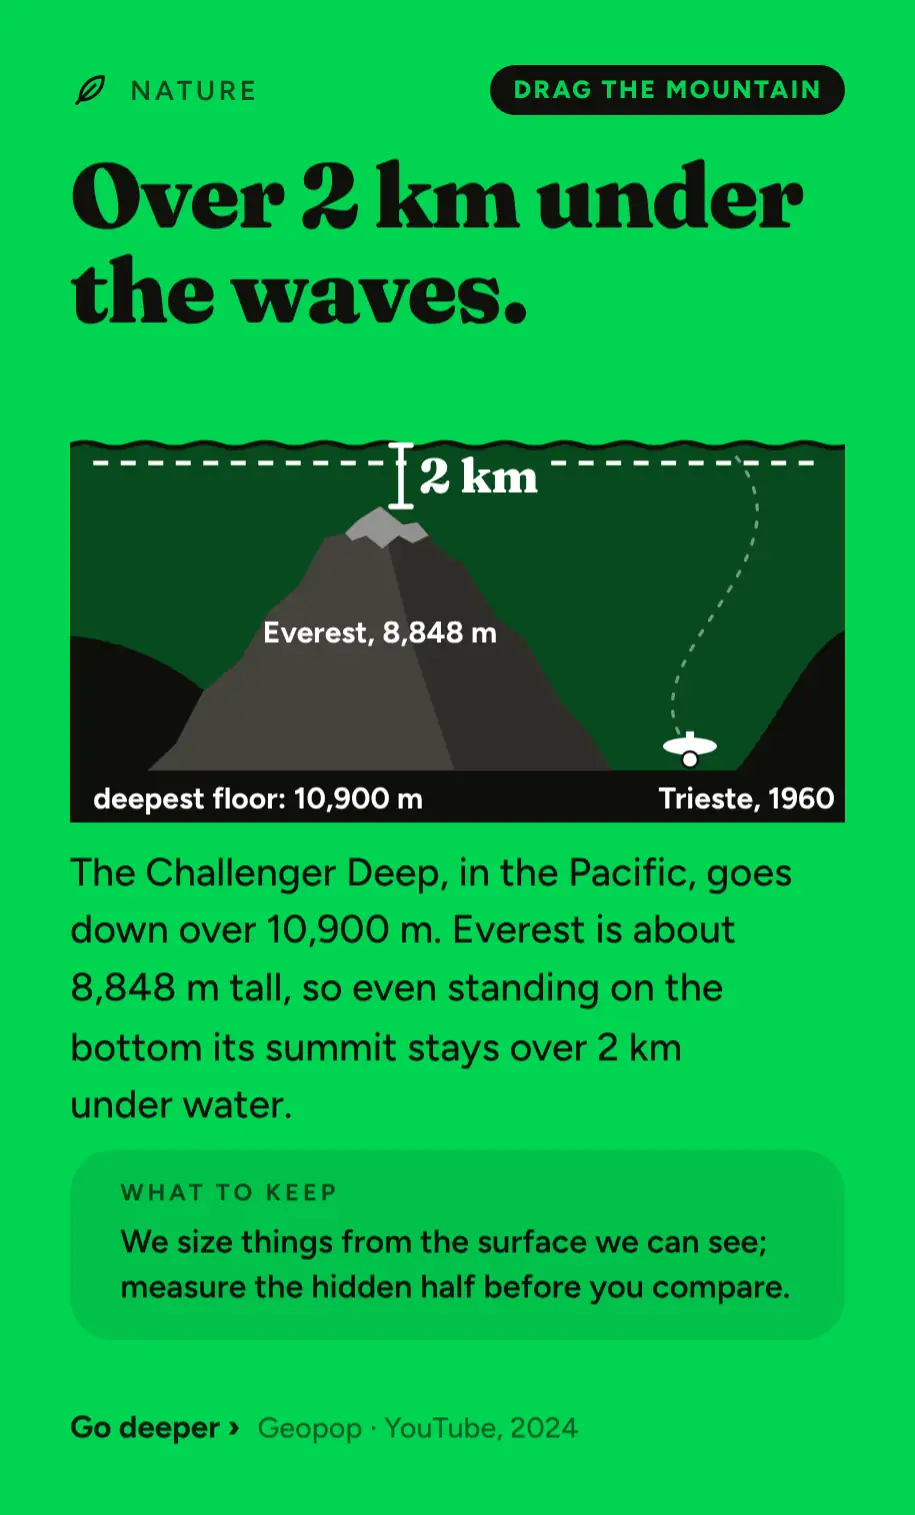 NATURE
DRAG THE MOUNTAIN
Over 2 km under
the waves.
2 km
Everest, 8,848 m
deepest floor: 10,900 m
Trieste, 1960
The Challenger Deep, in the Pacific, goes
down over 10,900 m. Everest is about
8,848 m tall, so even standing on the
bottom its summit stays over 2 km
under water.
WHAT TO KEEP
We size things from the surface we can see;
measure the hidden half before you compare.
Go deeper › Geopop · YouTube, 2024